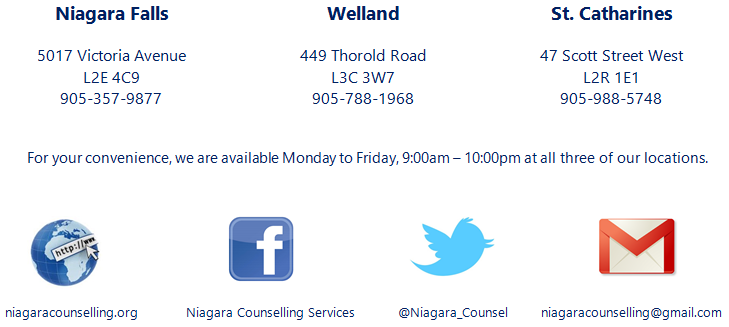 Niagara Falls
5017 Victoria Avenue
L2E 4C9
905-357-9877
Welland
449 Thorold Road
L3C 3W7
905-788-1968
St. Catharines
47 Scott Street West
L2R 1E1
905-988-5748
For your convenience, we are available Monday to Friday, 9:00am – 10:00pm at all three of our locations.
http://www
f
niagaracounselling.org
Niagara Counselling Services
@Niagara_Counsel
niagaracounselling@gmail.com